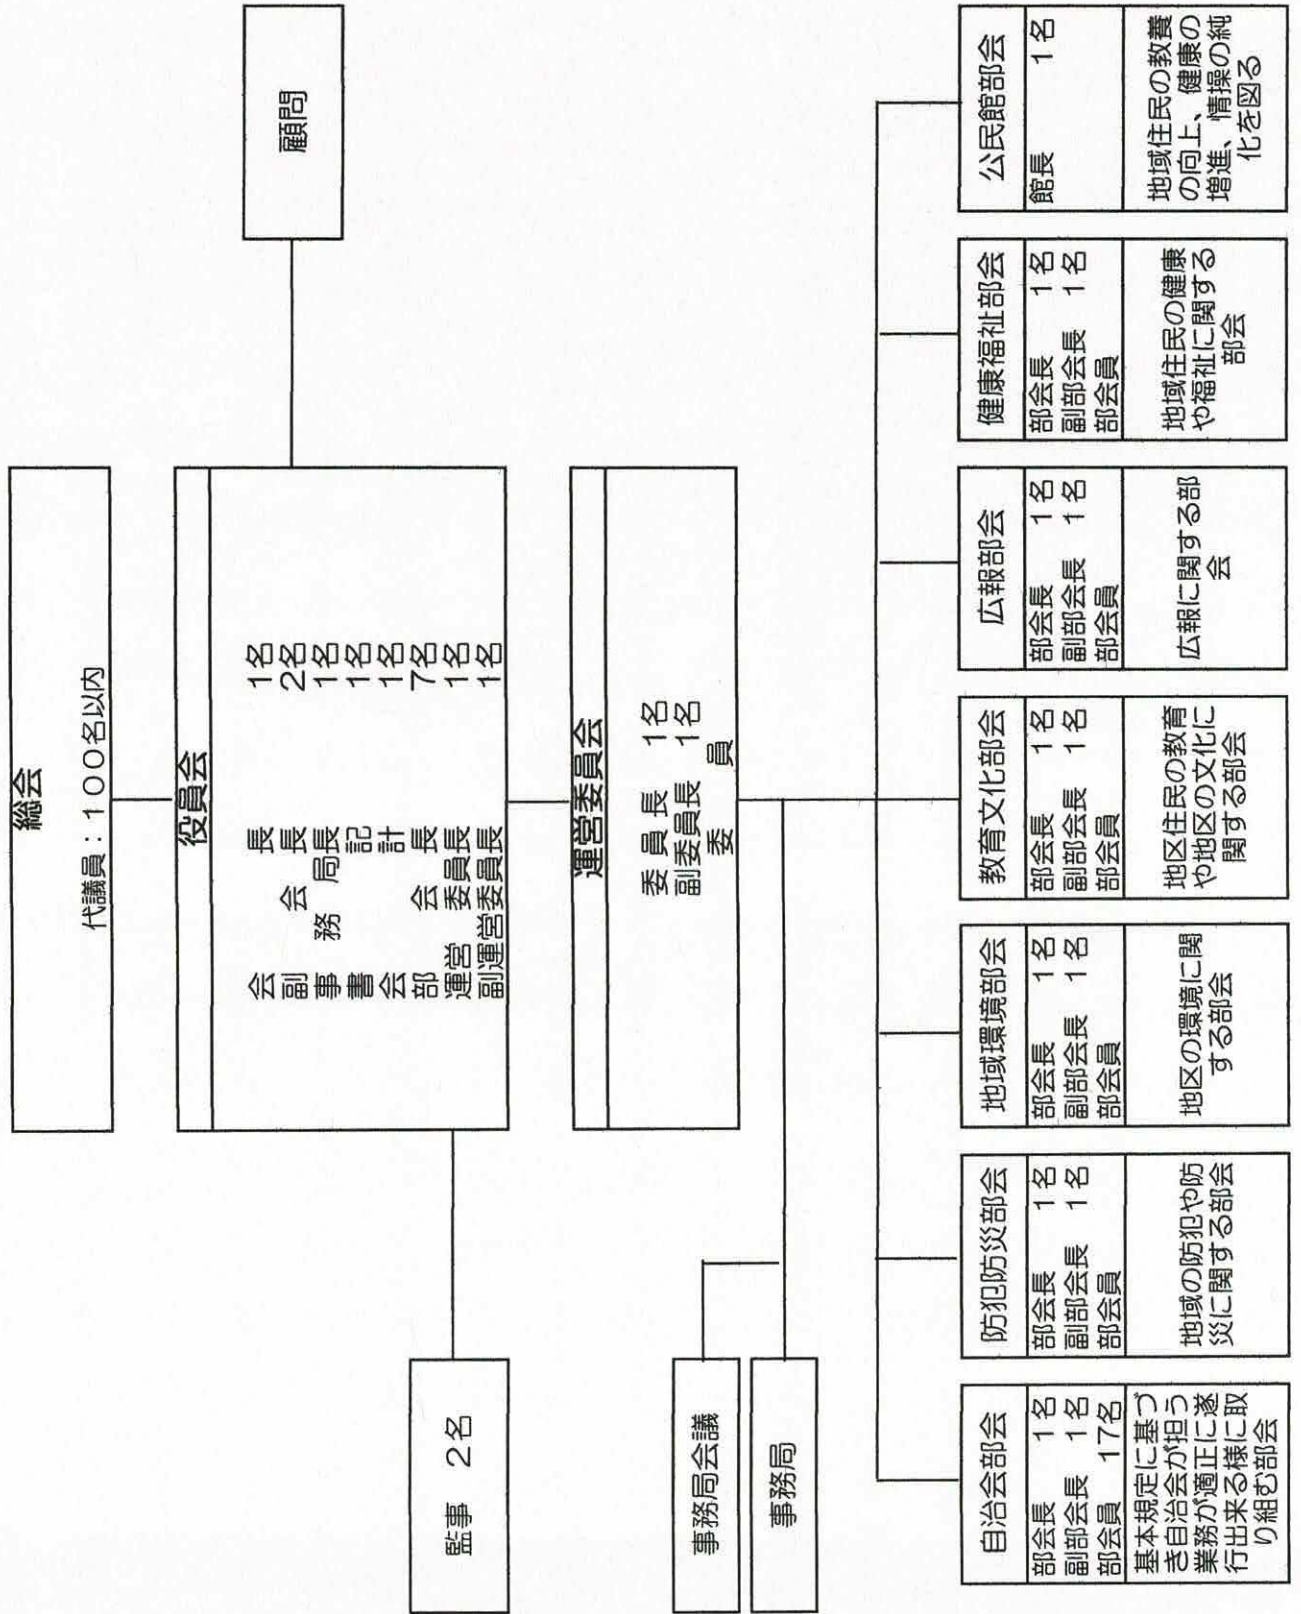 総会
代議員：１００名以内
顧問
役員会
会長 1名
副会長 2名
事務局長 1名
書記 1名
会計 1名
部会長 7名
運営委員長 1名
副運営委員長 1名
監事 2名
運営委員会
委員長 1名
副委員長 1名
委員
事務局会議
事務局
自治会部会
部会長 1名
副部会長 1名
部会員 17名
基本規定に基づ
き自治会が担う
業務が適正に遂
行出来る様に取
り組む部会
防犯防災部会
部会長 1名
副部会長 1名
部会員
地域の防犯や防
災に関する部会
地域環境部会
部会長 1名
副部会長 1名
部会員
地区の環境に関
する部会
教育文化部会
部会長 1名
副部会長 1名
部会員
地区住民の教育
や地区の文化に
関する部会
広報部会
部会長 1名
副部会長 1名
部会員
広報に関する部
会
健康福祉部会
部会長 1名
副部会長 1名
部会員
地域住民の健康
や福祉に関する
部会
公民館部会
館長 1名
地域住民の教養
の向上、健康の
増進、情操の純
化を図る